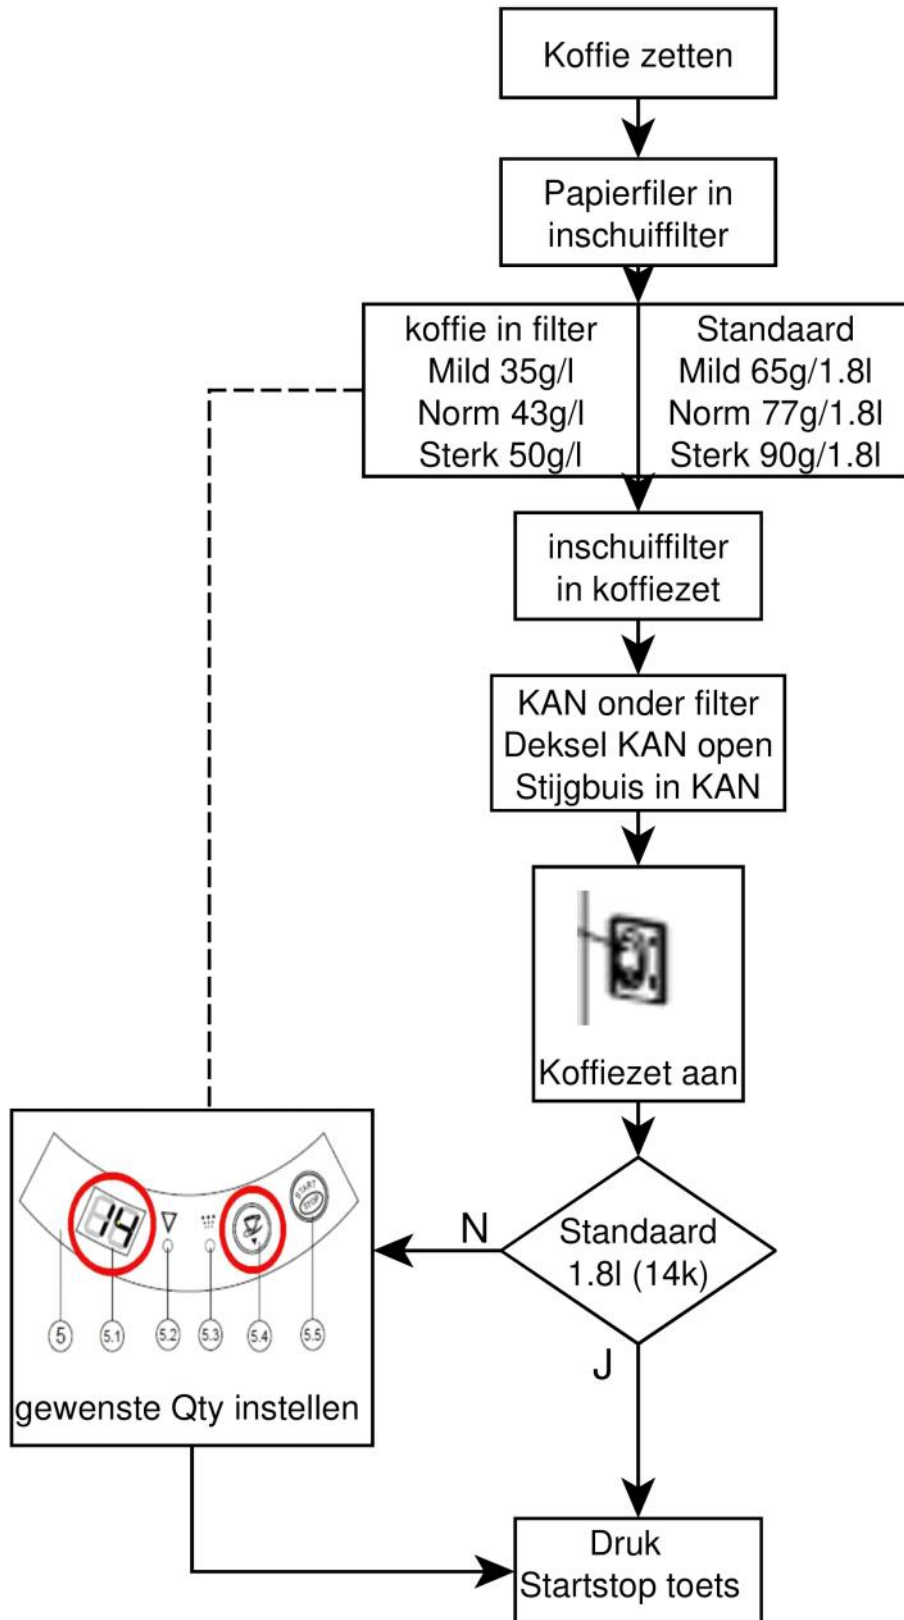 Koffie zetten
Papierfiler in
inschuiffilter
koffie in filter
Mild 35g/l
Norm 43g/l
Sterk 50g/l
Standaard
Mild 65g/1.8l
Norm 77g/1.8l
Sterk 90g/1.8l
inschuiffilter
in koffiezet
KAN onder filter
Deksel KAN open
Stijgbuis in KAN
Koffiezet aan
Standaard
1.8l (14k)
N
J
14
START
STOP
5
5.1
5.2
5.3
5.4
5.5
gewenste Qty instellen
Druk
Startstop toets